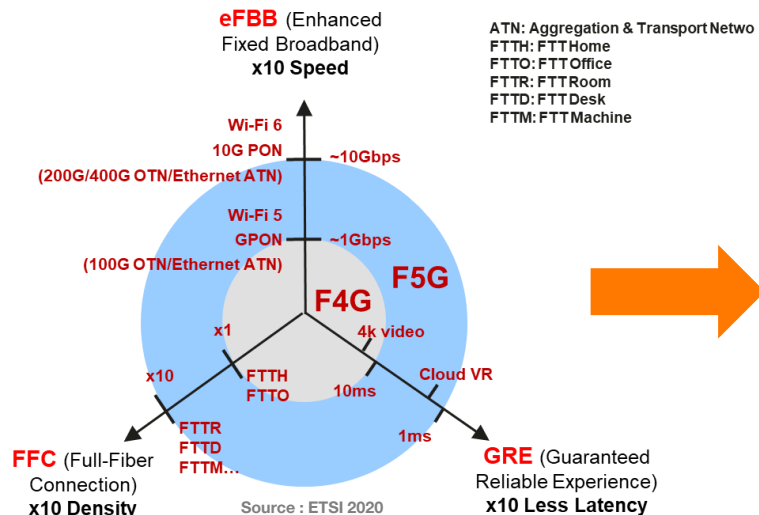 eFBB (Enhanced
Fixed Broadband)
x10 Speed
ATN: Aggregation & Transport Netwo
FTTH: FTTHome
FTTO: FTTOffice
FTTR: FTTRoom
FTTD: FTTDesk
FTTM: FTTMachine
Wi-Fi 6
10G PON
~10Gbps
(200G/400G OTN/Ethernet ATN)
Wi-Fi 5
GPON
~1Gbps
(100G OTN/Ethernet ATN)
F5G
F4G
x1
4k video
x10
FTTH
FTTO
10ms
Cloud VR
FTTR
FTTD
FTTM...
1ms
FFC (Full-Fiber
Connection)
x10 Density
GRE (Guaranteed
Reliable Experience)
x10 Less Latency
Source : ETSI 2020